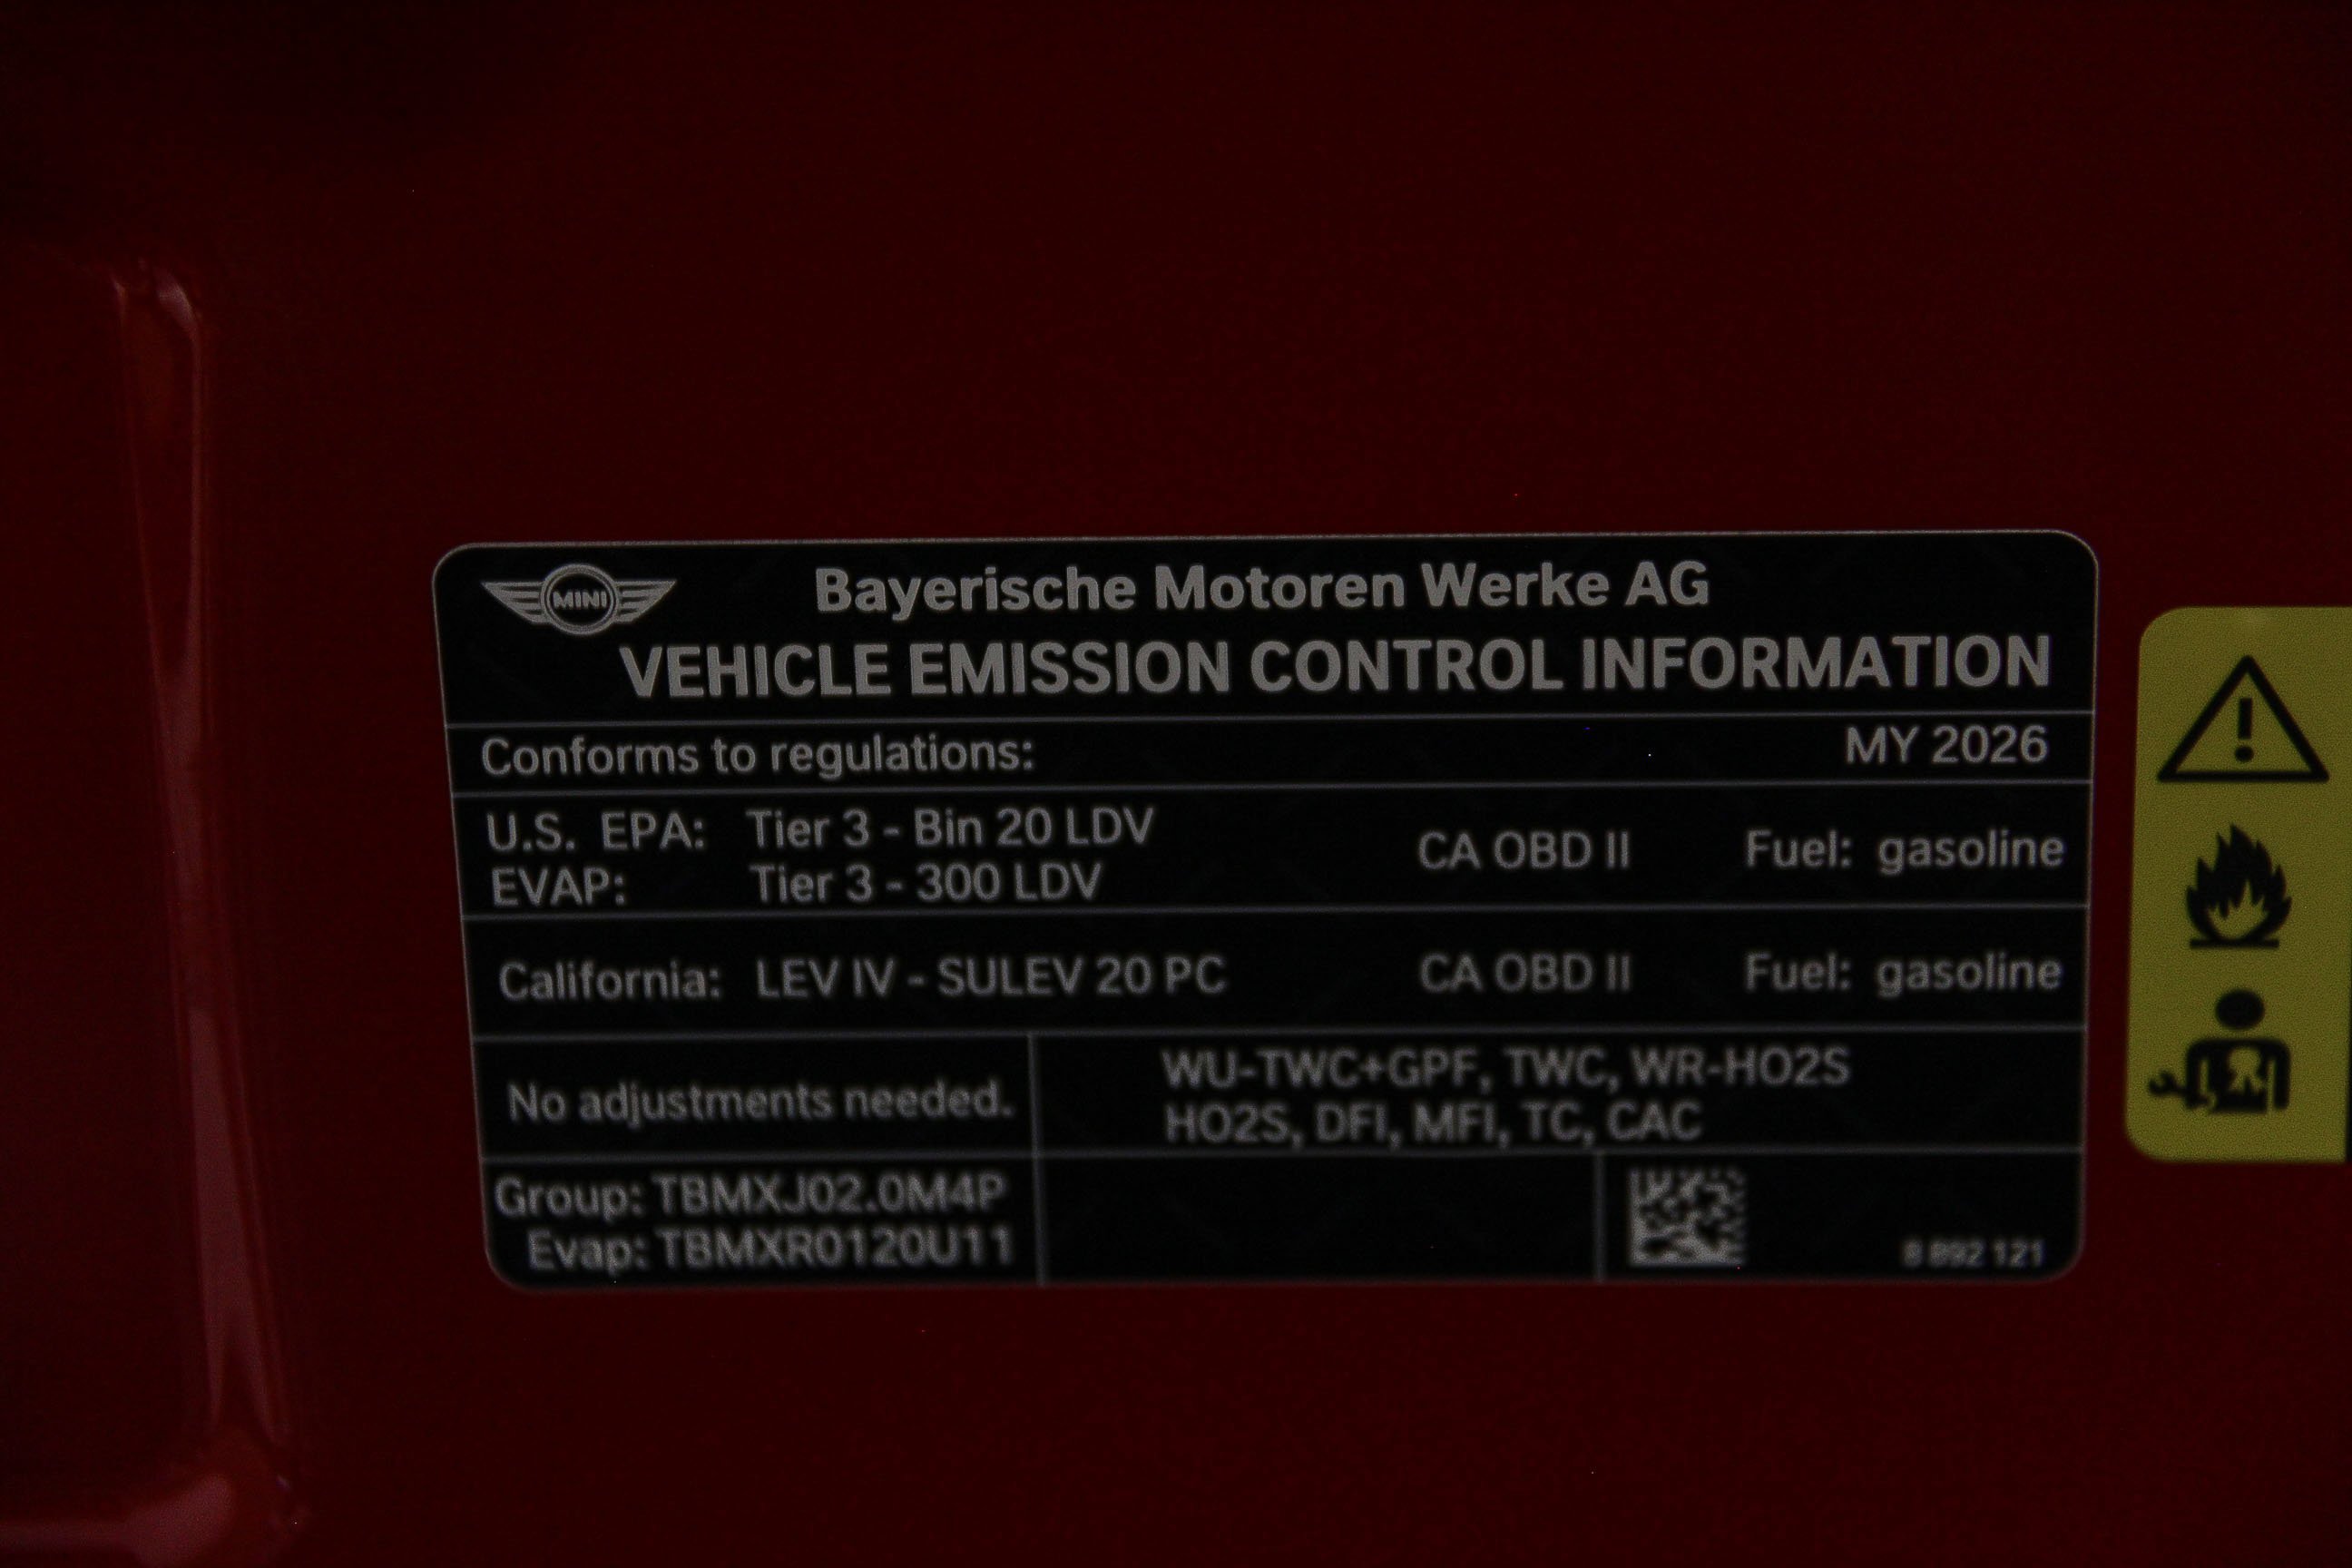 MINI
Bayerische Motoren Werke AG
VEHICLE EMISSION CONTROL INFORMATION
Conforms to regulations: MY 2026
U.S. EPA: Tier 3 - Bin 20 LDV CA OBD II Fuel: gasoline
EVAP: Tier 3 - 300 LDV
California: LEV IV - SULEV 20 PC CA OBD II Fuel: gasoline
No adjustments needed.
WU-TWC+GPF, TWC, WR-HO2S
HO2S, DFI, MFI, TC, CAC
Group: TBMXJ02.0M4P
Evap: TBMXR0120U11
8 892 121